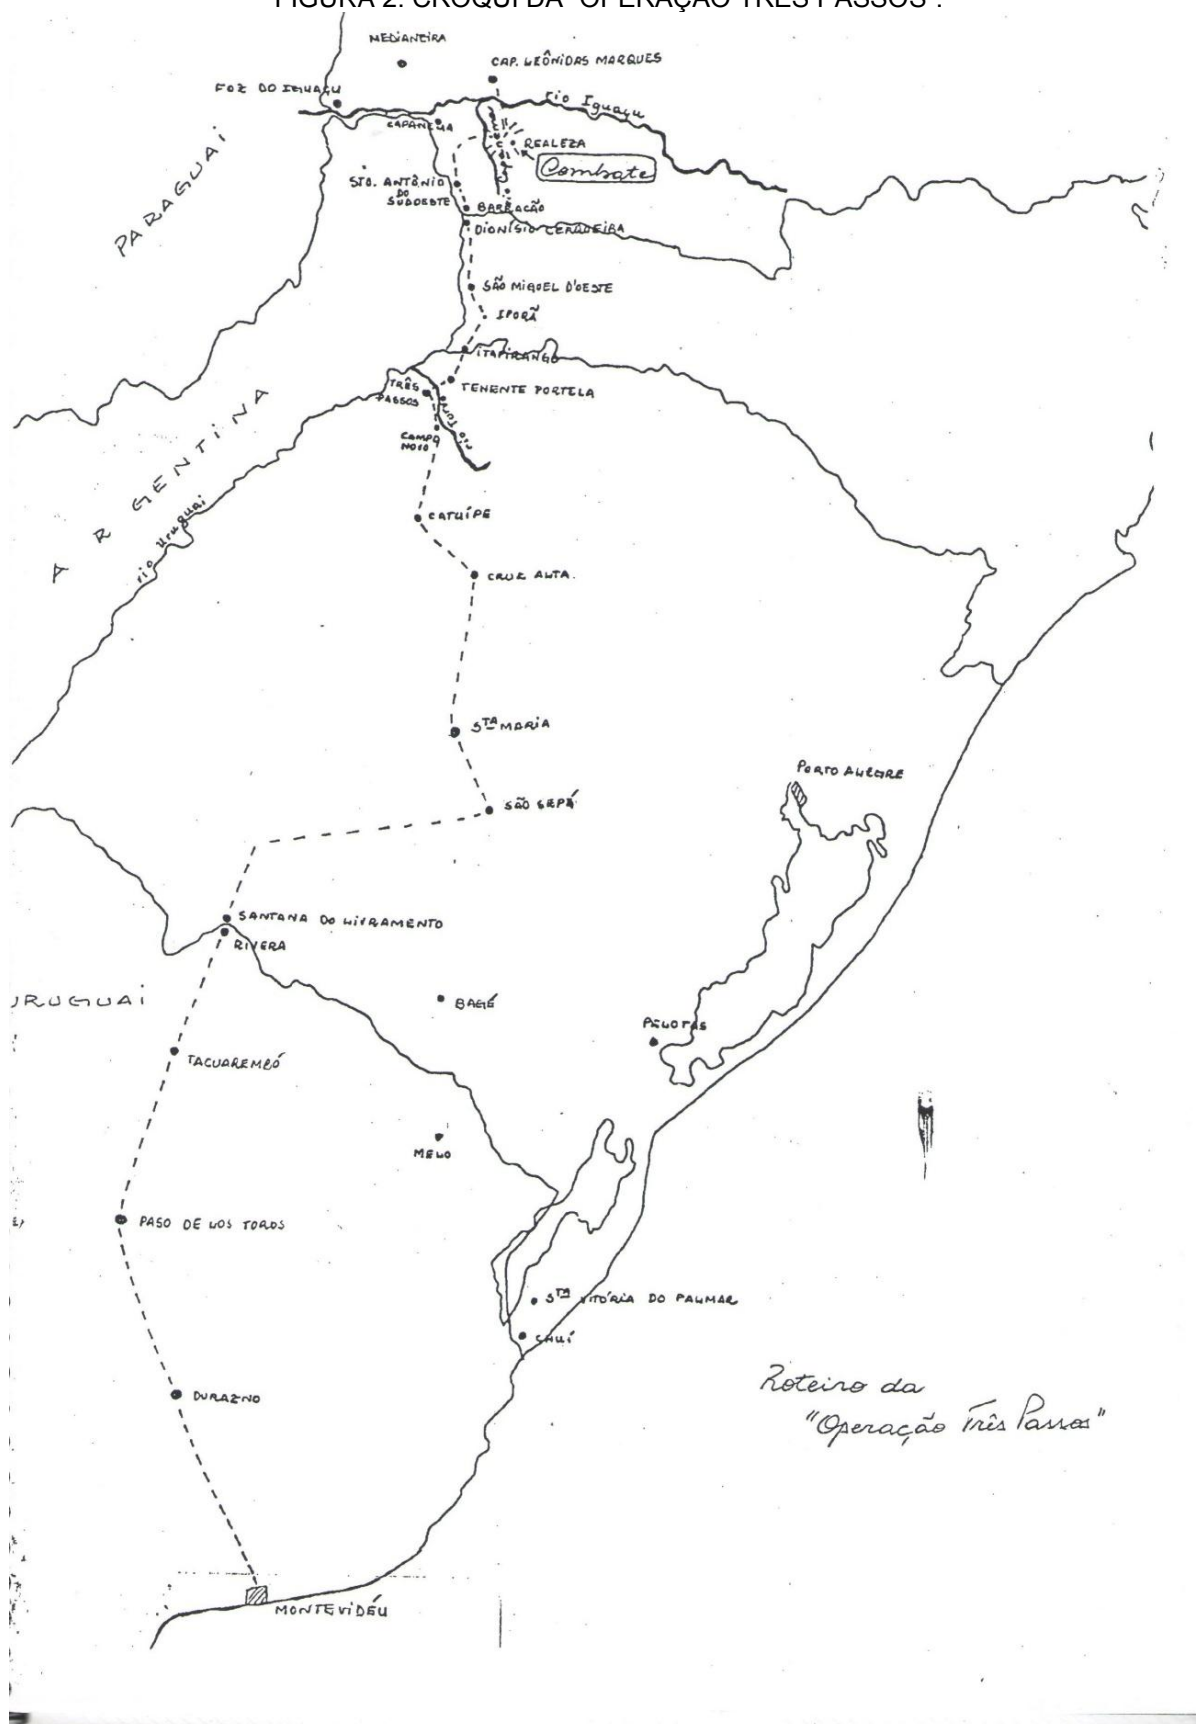 FIGURA 2: CROQUI DA "OPERAÇÃO TRÊS PASSOS".
MEDIANEIRA
CAP. LEÔNIDAS MARQUES
FOZ DO IGUAÇU
rio Iguaçu
CAPANEMA
REALEZA
Combate
PARAGUAI
STO. ANTÔNIO
DO
SUDOESTE
BARRACÃO
DIONÍSIO CERQUEIRA
SÃO MIGUEL D'OESTE
IPORÃ
ITAPIRANGO
TRÊS
PASSOS
TENENTE PORTELA
rio Turvo
CAMPO
NOVO
ARGENTINA
rio Uruguai
CATUÍPE
CRUZ ALTA.
STA MARIA
PORTO ALEGRE
SÃO SEPÁ
SANTANA DO LIVRAMENTO
RIVERA
URUGUAI
BAGÉ
PELOTAS
TACUAREMBÓ
MELO
PASO DE LOS TOROS
STA VITÓRIA DO PALMAR
CHUÍ
DURAZNO
Roteiro da
"Operação Três Passos"
MONTEVIDÉU